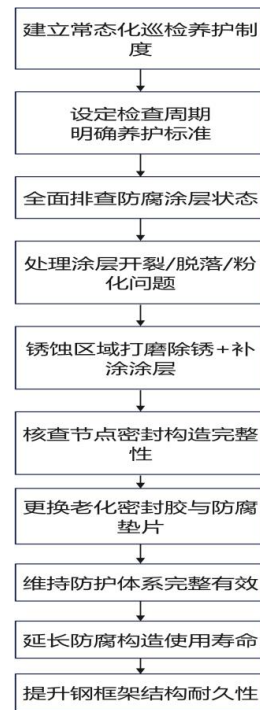 建立常态化巡检养护制
度
设定检查周期
明确养护标准
全面排查防腐涂层状态
处理涂层开裂/脱落/粉
化问题
锈蚀区域打磨除锈+补
涂涂层
核查节点密封构造完整
性
更换老化密封胶与防腐
垫片
维持防护体系完整有效
延长防腐构造使用寿命
提升钢框架结构耐久性